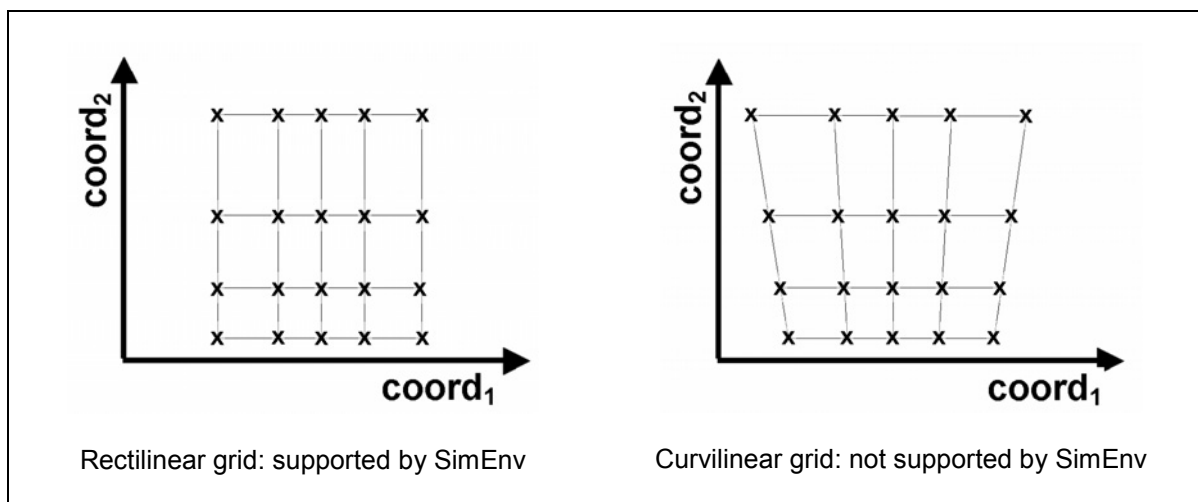 coord₂
x x x x x
x x x x x
x x x x x
x x x x x
coord₁
Rectilinear grid: supported by SimEnv
coord₂
x x x x x
x x x x x
x x x x x
x x x x x
coord₁
Curvilinear grid: not supported by SimEnv